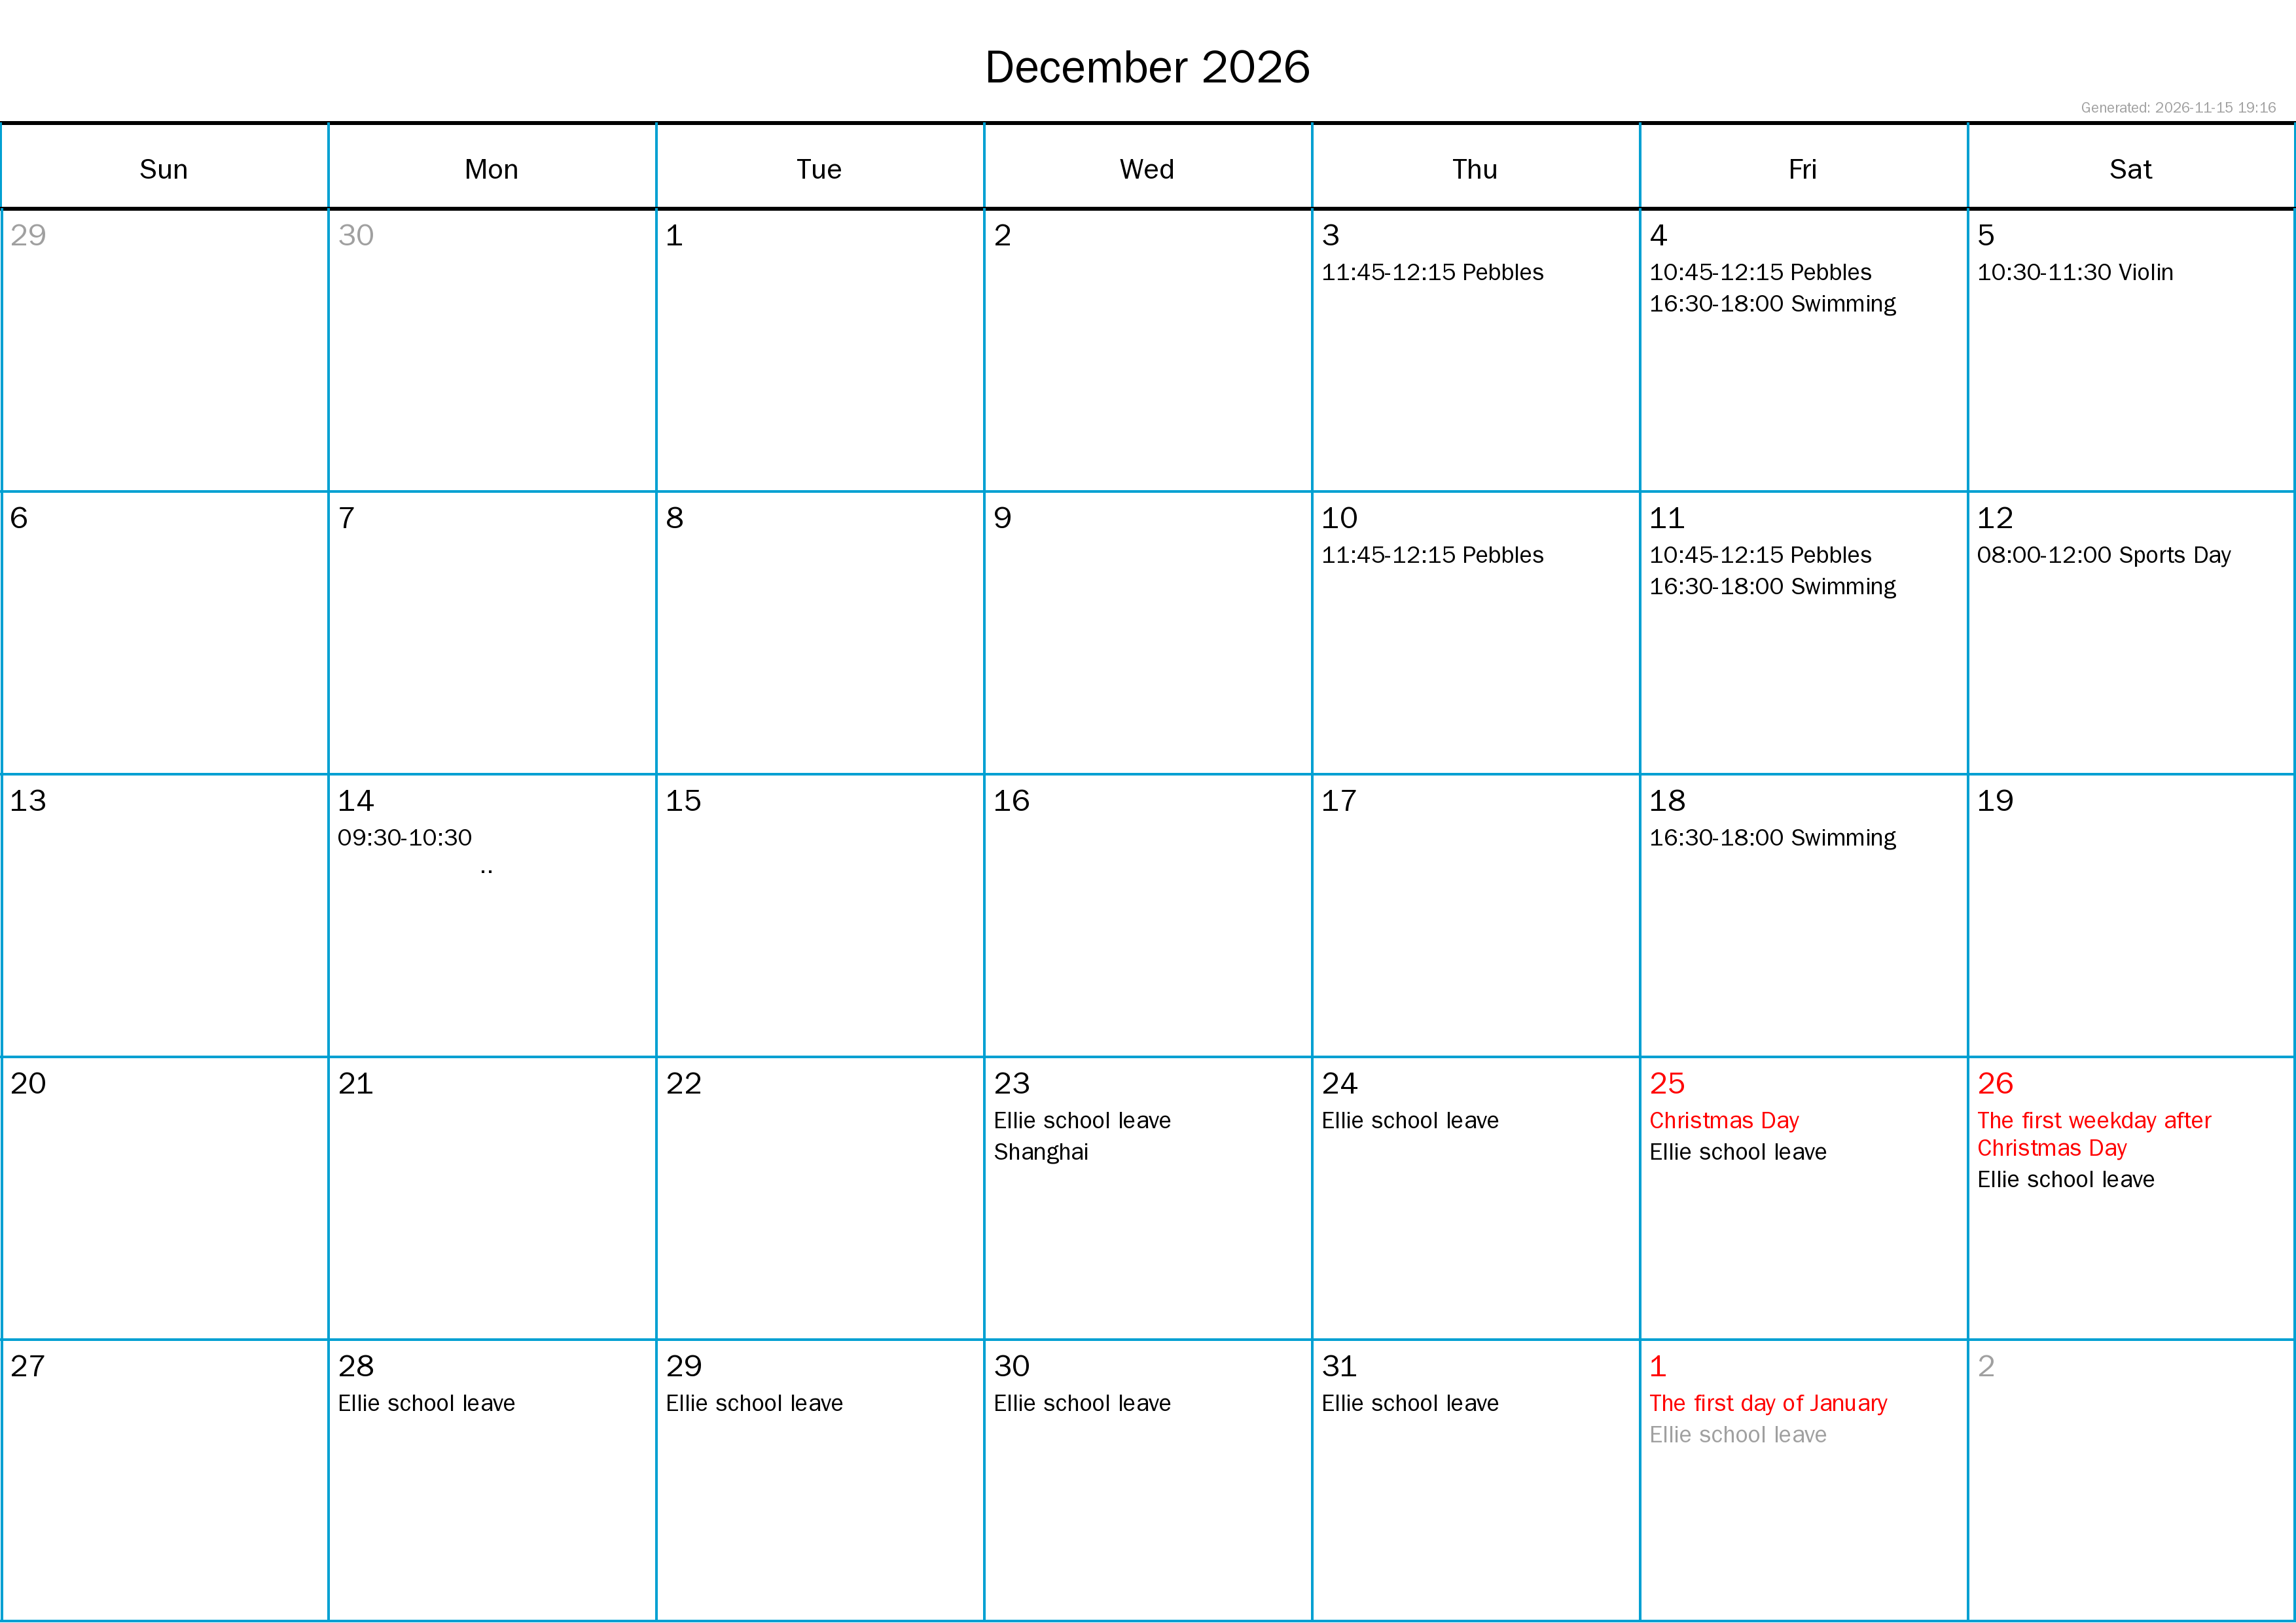 December 2026
Generated: 2026-11-15 19:16
Sun
Mon
Tue
Wed
Thu
Fri
Sat
29
30
1
2
3
11:45-12:15 Pebbles
4
10:45-12:15 Pebbles
16:30-18:00 Swimming
5
10:30-11:30 Violin
6
7
8
9
10
11:45-12:15 Pebbles
11
10:45-12:15 Pebbles
16:30-18:00 Swimming
12
08:00-12:00 Sports Day
13
14
09:30-10:30
..
15
16
17
18
16:30-18:00 Swimming
19
20
21
22
23
Ellie school leave
Shanghai
24
Ellie school leave
25
Christmas Day
Ellie school leave
26
The first weekday after
Christmas Day
Ellie school leave
27
28
Ellie school leave
29
Ellie school leave
30
Ellie school leave
31
Ellie school leave
1
The first day of January
Ellie school leave
2